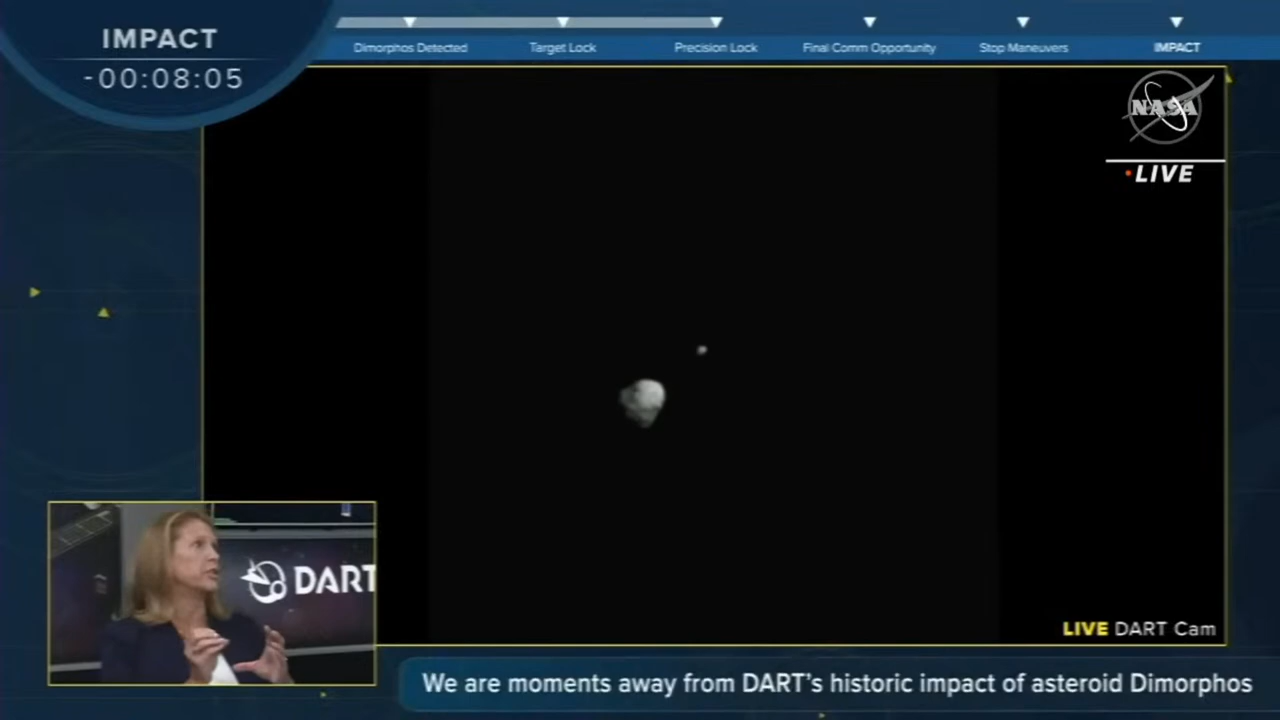 IMPACT
-00:08:05
Dimorphos Detected
Target Lock
Precision Lock
Final Comm Opportunity
Stop Maneuvers
IMPACT
NASA
LIVE
DART
LIVE DART Cam
We are moments away from DART's historic impact of asteroid Dimorphos